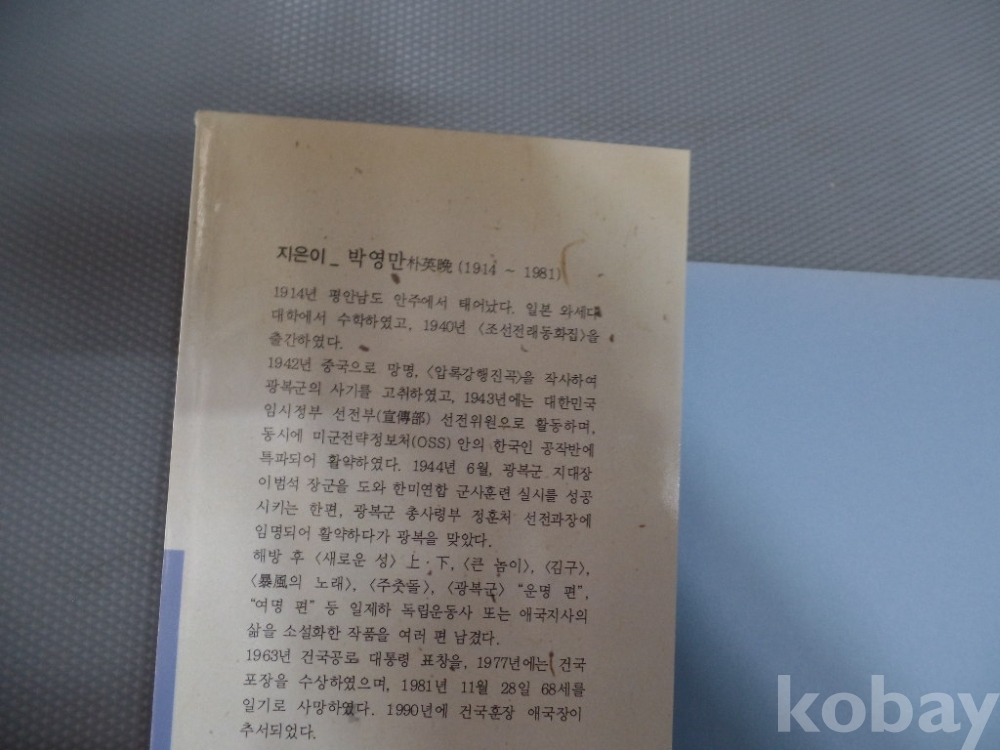 지은이_ 박영만朴英晩 (1914 ~ 1981)
1914년 평안남도 안주에서 태어났다. 일본 와세다
대학에서 수학하였고, 1940년 〈조선전래동화집〉을
출간하였다.
1942년 중국으로 망명, 〈압록강행진곡〉을 작사하여
광복군의 사기를 고취하였고, 1943년에는 대한민국
임시정부 선전부(宣傳部) 선전위원으로 활동하며,
동시에 미군전략정보처(OSS) 안의 한국인 공작반에
특파되어 활약하였다. 1944년 6월, 광복군 지대장
이범석 장군을 도와 한미연합 군사훈련 실시를 성공
시키는 한편, 광복군 총사령부 정훈처 선전과장에
임명되어 활약하다가 광복을 맞았다.
해방 후 〈새로운 성〉 上·下, 〈큰 놈이〉, 〈김구〉,
〈暴風의 노래〉, 〈주춧돌〉, 〈광복군〉 “운명 편”,
“여명 편” 등 일제하 독립운동사 또는 애국지사의
삶을 소설화한 작품을 여러 편 남겼다.
1963년 건국공로 대통령 표창을, 1977년에는 건국
포장을 수상하였으며, 1981년 11월 28일 68세를
일기로 사망하였다. 1990년에 건국훈장 애국장이
추서되었다.
kobay